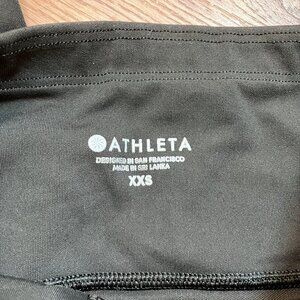 ATHLETA
DESIGNED IN SAN FRANCISCO
MADE IN SRI LANKA
XXS